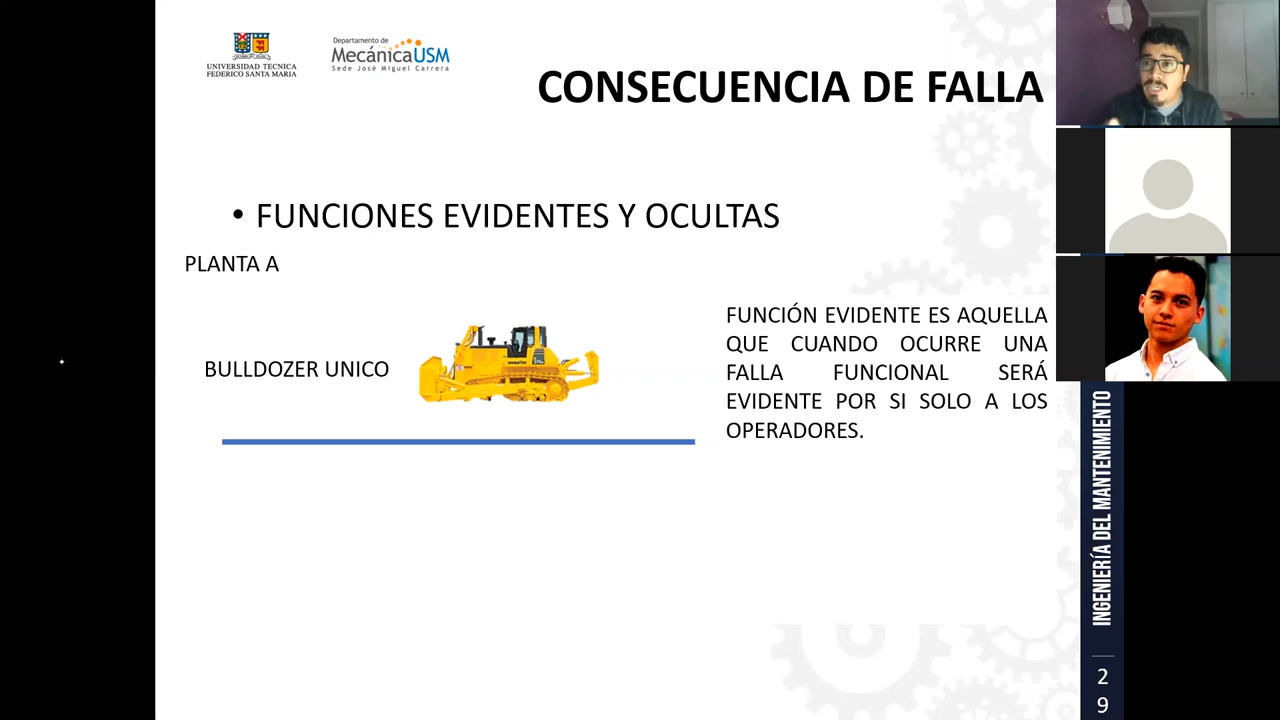 UNIVERSIDAD TECNICA
FEDERICO SANTA MARIA
Departamento de
MecánicaUSM
Sede José Miguel Carrera
CONSECUENCIA DE FALLA
• FUNCIONES EVIDENTES Y OCULTAS
PLANTA A
BULLDOZER UNICO
FUNCIÓN EVIDENTE ES AQUELLA
QUE CUANDO OCURRE UNA
FALLA FUNCIONAL SERÁ
EVIDENTE POR SI SOLO A LOS
OPERADORES.
INGENIERÍA DEL MANTENIMIENTO
2
9